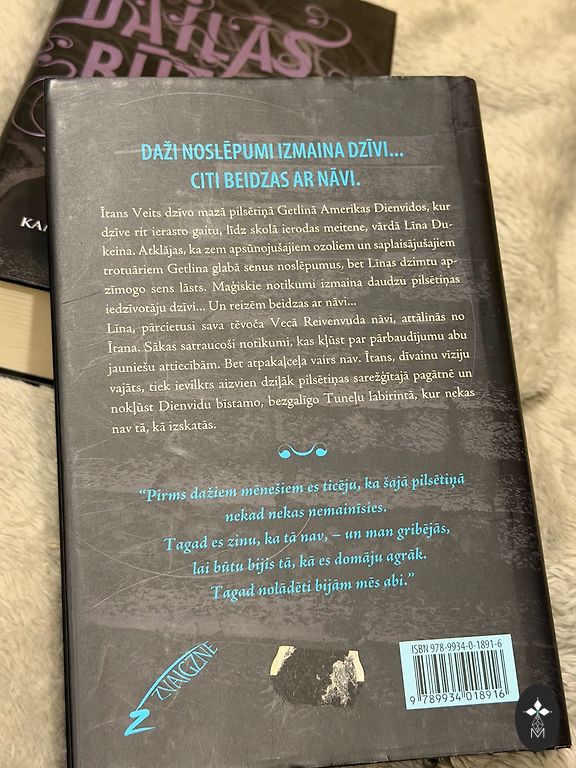 DAIĻĀS
KA
DAŽI NOSLĒPUMI IZMAINA DZĪVI...
CITI BEIDZAS AR NĀVI.
Ītans Veits dzīvo mazā pilsētiņā Getlinā Amerikas Dienvidos, kur
dzīve rit ierasto gaitu, līdz skolā ierodas meitene, vārdā Līna Du-
keina. Atklājas, ka zem apsūnojušajiem ozoliem un saplaisājušajiem
trotuāriem Getlina glabā senus noslēpumus, bet Līnas dzimtu ap-
zīmogo sens lāsts. Maģiskie notikumi izmaina daudzu pilsētiņas
iedzīvotāju dzīvi... Un reizēm beidzas ar nāvi...
Līna, pārcietusi sava tēvoča Vecā Reivenvuda nāvi, attālinās no
Ītana. Sākas satraucoši notikumi, kas kļūst par pārbaudījumu abu
jauniešu attiecībām. Bet atpakaļceļa vairs nav. Ītans, dīvainu vīziju
vajāts, tiek ievilkts aizvien dziļāk pilsētiņas sarežģītajā pagātnē un
nokļūst Dienvidu bīstamo, bezgalīgo Tuneļu labirintā, kur nekas
nav tā, kā izskatās.
“Pirms dažiem mēnešiem es ticēju, ka šajā pilsētiņā
nekad nekas nemainīsies.
Tagad es zinu, ka tā nav, – un man gribējās,
lai būtu bijis tā, kā es domāju agrāk.
Tagad nolādēti bijām mēs abi.”
ZVAIGZNE
ISBN 978-9934-0-1891-6
9 789934 018916
M